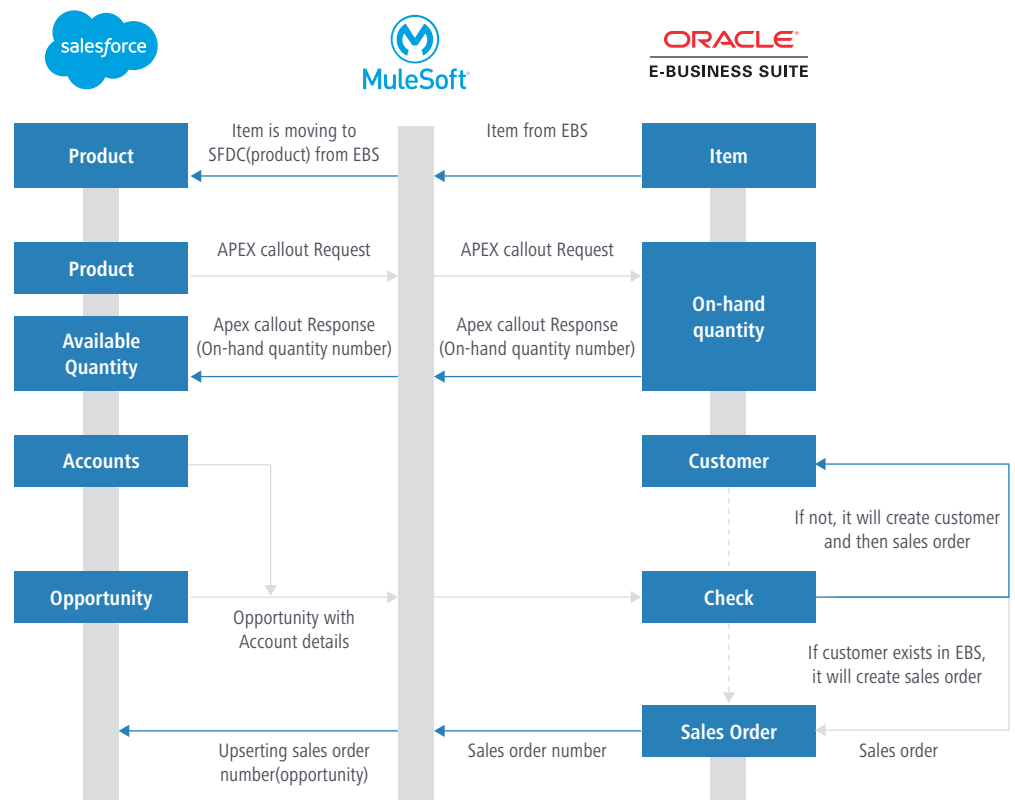 salesforce
MuleSoft
ORACLE
E-BUSINESS SUITE
Product
Item is moving to
SFDC(product) from EBS
Item from EBS
Item
Product
APEX callout Request
APEX callout Request
On-hand
quantity
Available
Quantity
Apex callout Response
(On-hand quantity number)
Apex callout Response
(On-hand quantity number)
Accounts
Customer
If not, it will create customer
and then sales order
Opportunity
Opportunity with
Account details
Check
If customer exists in EBS,
it will create sales order
Sales Order
Upserting sales order
number(opportunity)
Sales order number
Sales order